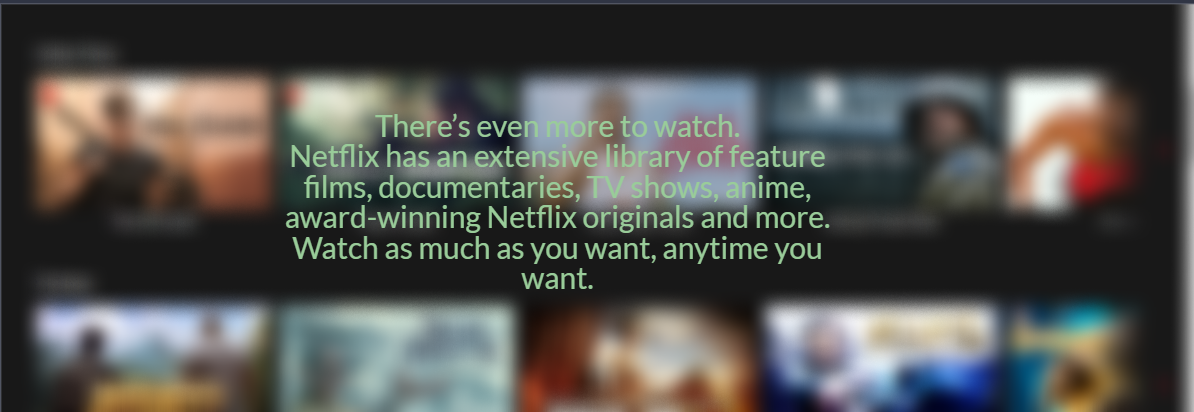 There’s even more to watch.
Netflix has an extensive library of feature
films, documentaries, TV shows, anime,
award-winning Netflix originals and more.
Watch as much as you want, anytime you
want.